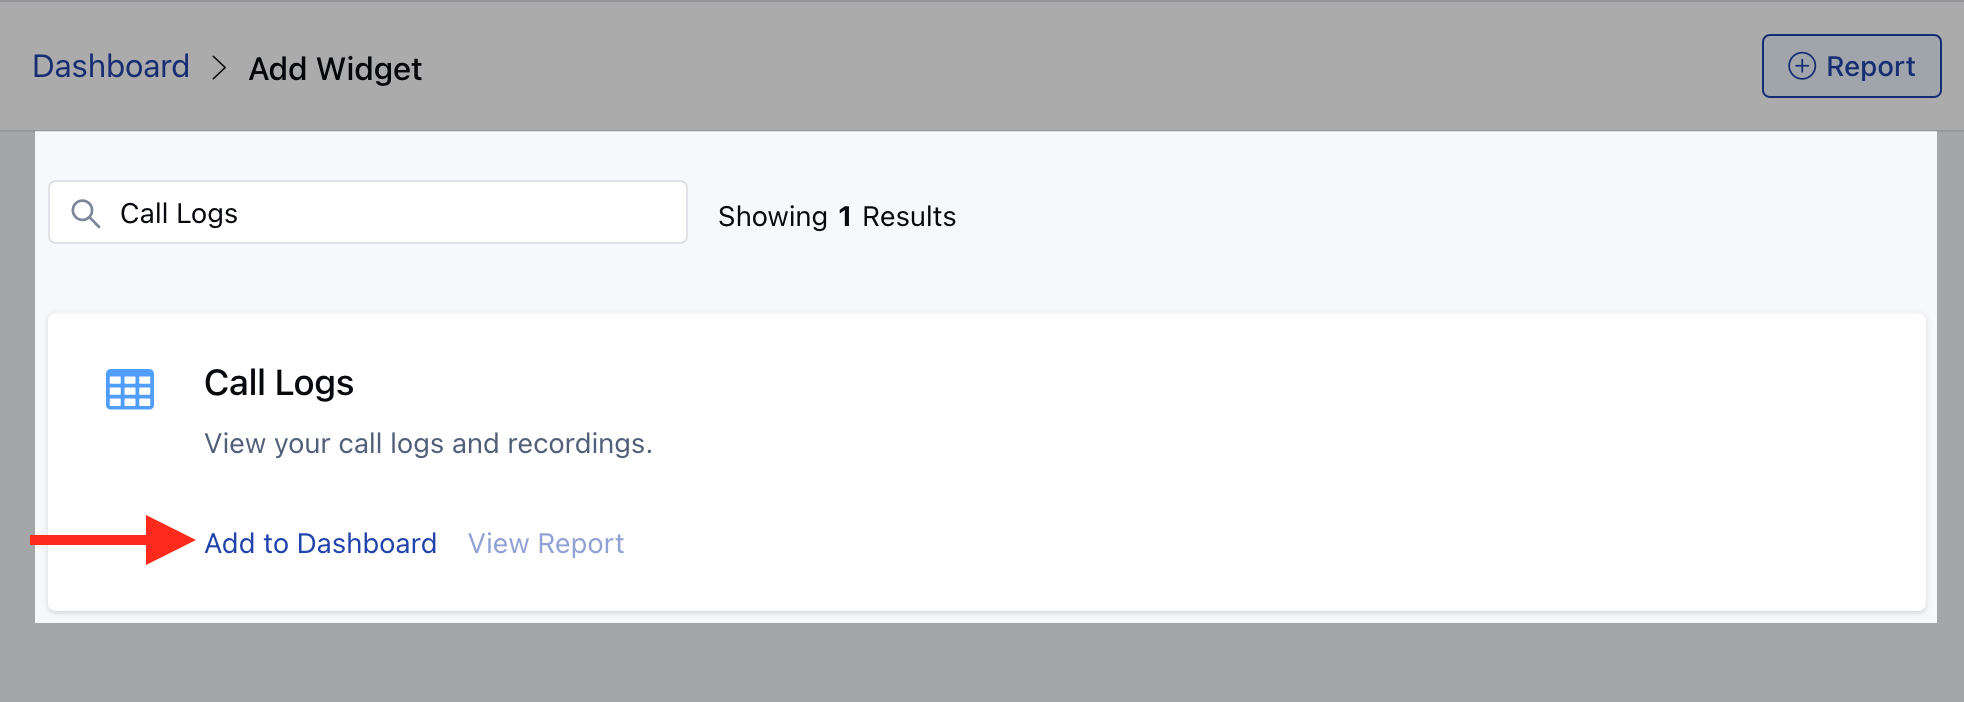 Dashboard > Add Widget
Report
Call Logs
Showing 1 Results
Call Logs
View your call logs and recordings.
Add to Dashboard View Report